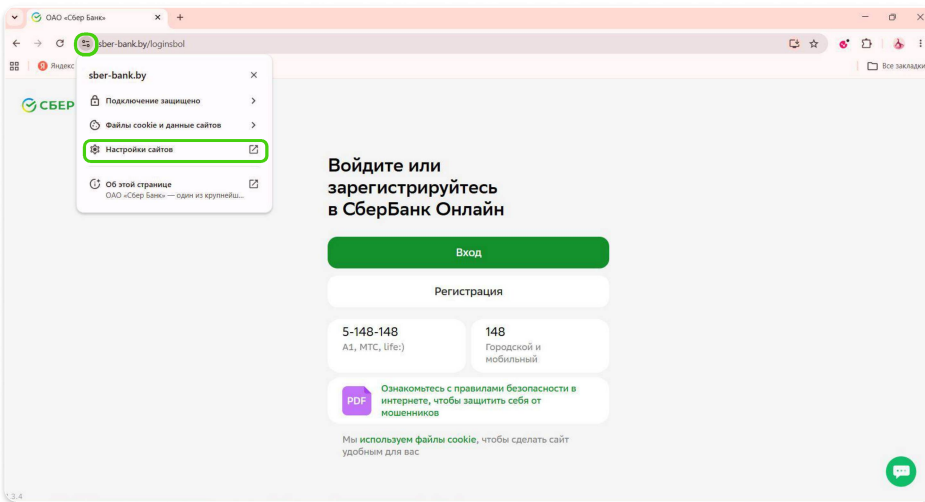 ОАО «Сбер Банк»
sber-bank.by/loginsbol
Яндекс
Все закладки
sber-bank.by
Подключение защищено
Файлы cookie и данные сайтов
Настройки сайтов
Об этой странице
ОАО «Сбер Банк» — один из крупнейш...
СБЕР
Войдите или
зарегистрируйтесь
в СберБанк Онлайн
Вход
Регистрация
5-148-148
А1, МТС, life:)
148
Городской и
мобильный
PDF
Ознакомьтесь с правилами безопасности в
интернете, чтобы защитить себя от
мошенников
Мы используем файлы cookie, чтобы сделать сайт
удобным для вас